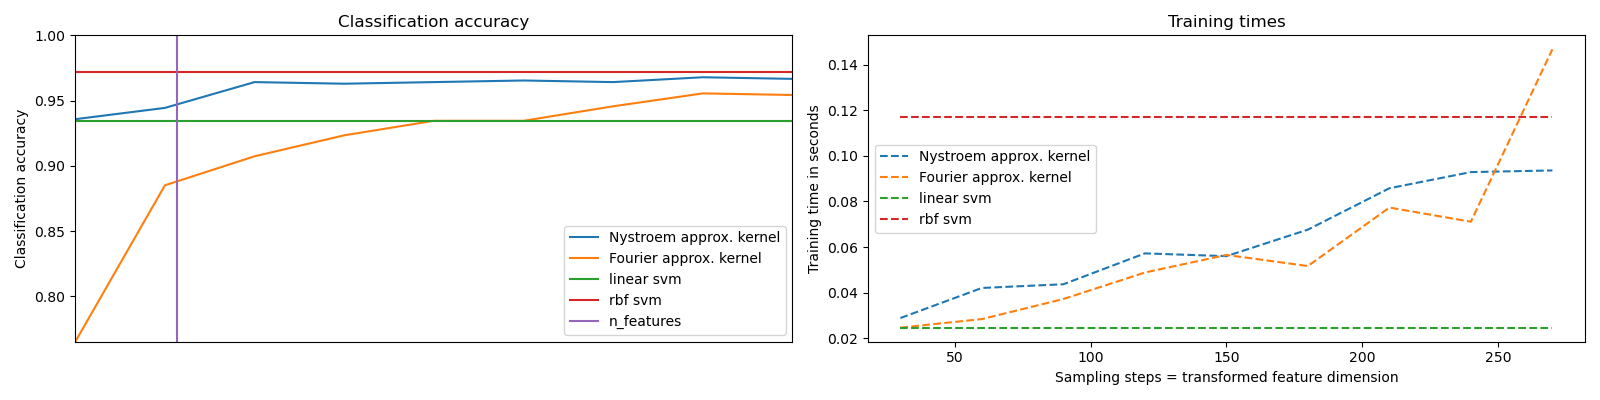 Classification accuracy
Classification accuracy
1.00
0.95
0.90
0.85
0.80
Nystroem approx. kernel
Fourier approx. kernel
linear svm
rbf svm
n_features
Training times
Training time in seconds
0.14
0.12
0.10
0.08
0.06
0.04
0.02
Nystroem approx. kernel
Fourier approx. kernel
linear svm
rbf svm
50 100 150 200 250
Sampling steps = transformed feature dimension